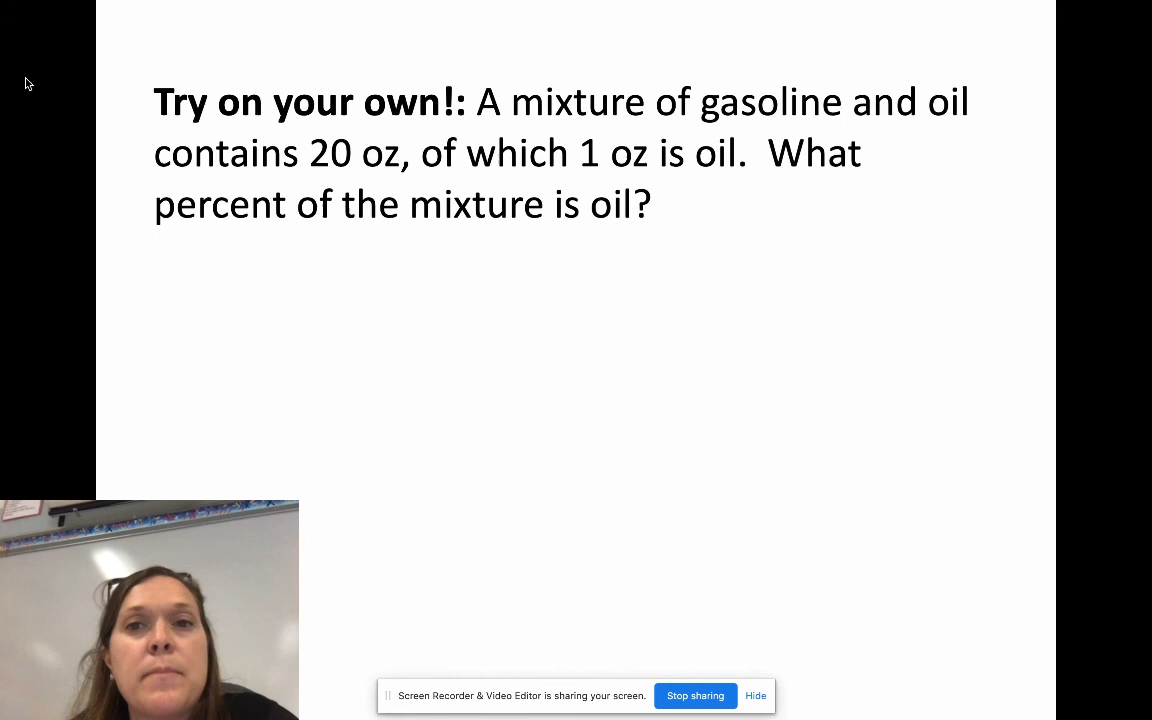 Try on your own!: A mixture of gasoline and oil
contains 20 oz, of which 1 oz is oil.  What
percent of the mixture is oil?
Screen Recorder & Video Editor is sharing your screen.
Stop sharing
Hide